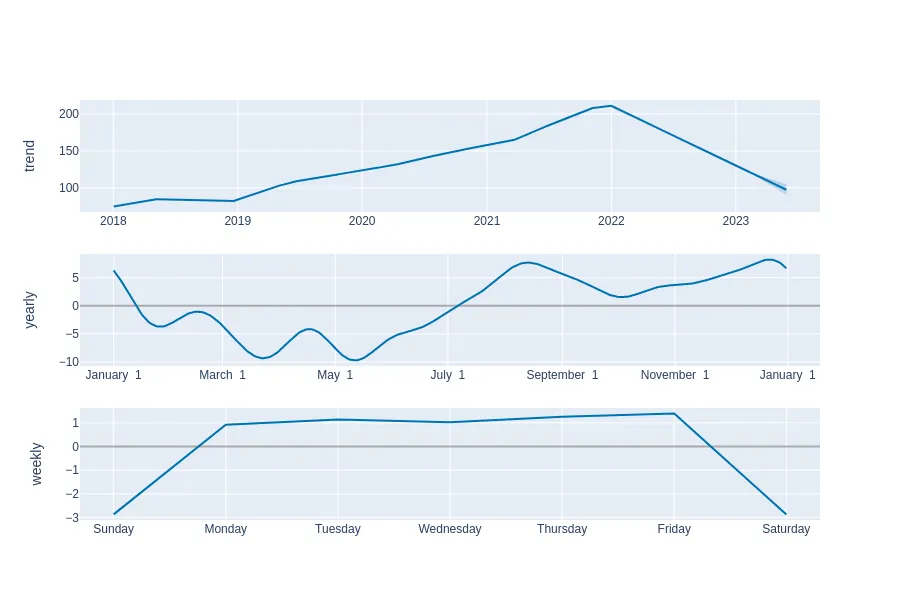 trend
200
150
100
2018 2019 2020 2021 2022 2023
yearly
5
0
−5
−10
January 1 March 1 May 1 July 1 September 1 November 1 January 1
weekly
1
0
−1
−2
−3
Sunday Monday Tuesday Wednesday Thursday Friday Saturday